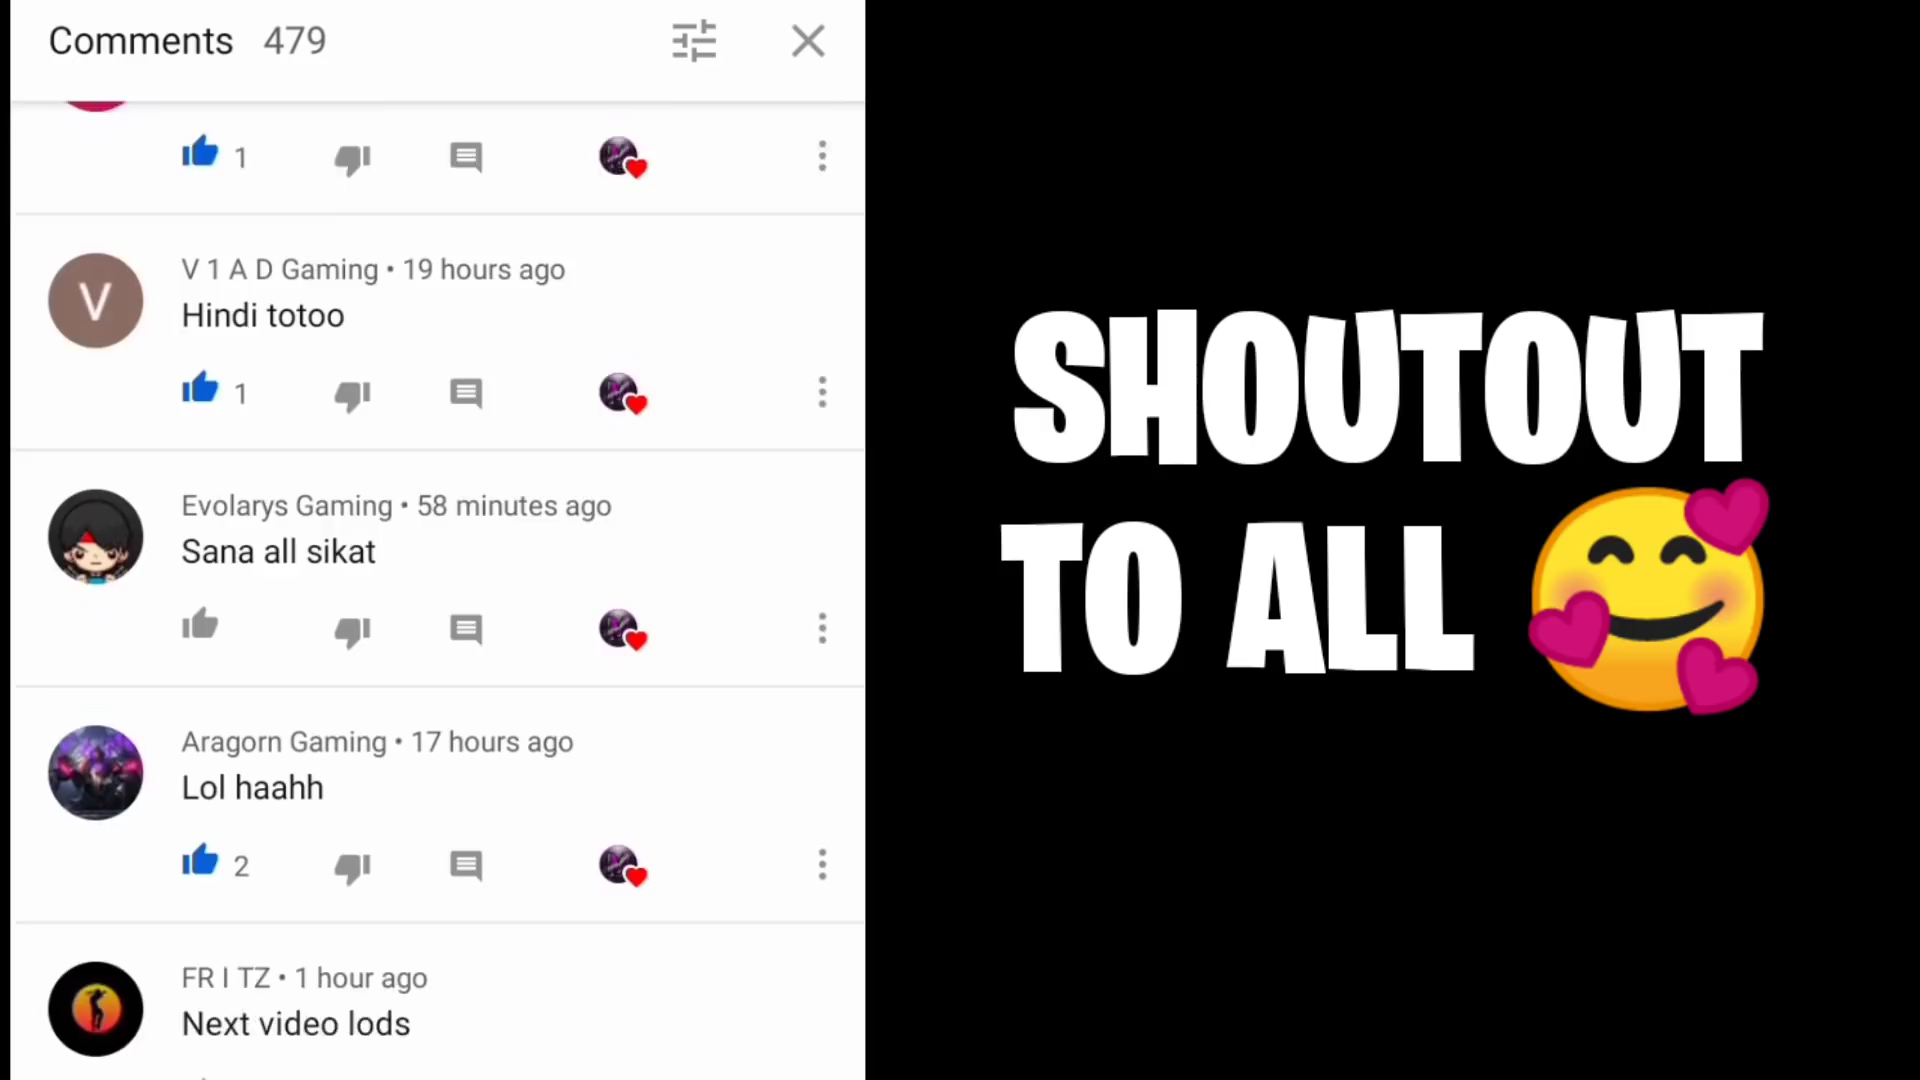 Comments 479
1
V 1 A D Gaming • 19 hours ago
Hindi totoo
1
Evolarys Gaming • 58 minutes ago
Sana all sikat
Aragorn Gaming • 17 hours ago
Lol haahh
2
FR I TZ • 1 hour ago
Next video lods
SHOUTOUT
TO ALL 🥰